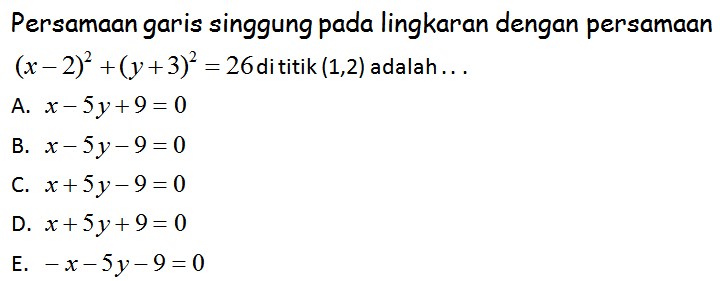 Persamaan garis singgung pada lingkaran dengan persamaan
(x − 2)² + (y + 3)² = 26 di titik (1,2) adalah . . .
A. x − 5y + 9 = 0
B. x − 5y − 9 = 0
C. x + 5y − 9 = 0
D. x + 5y + 9 = 0
E. − x − 5y − 9 = 0